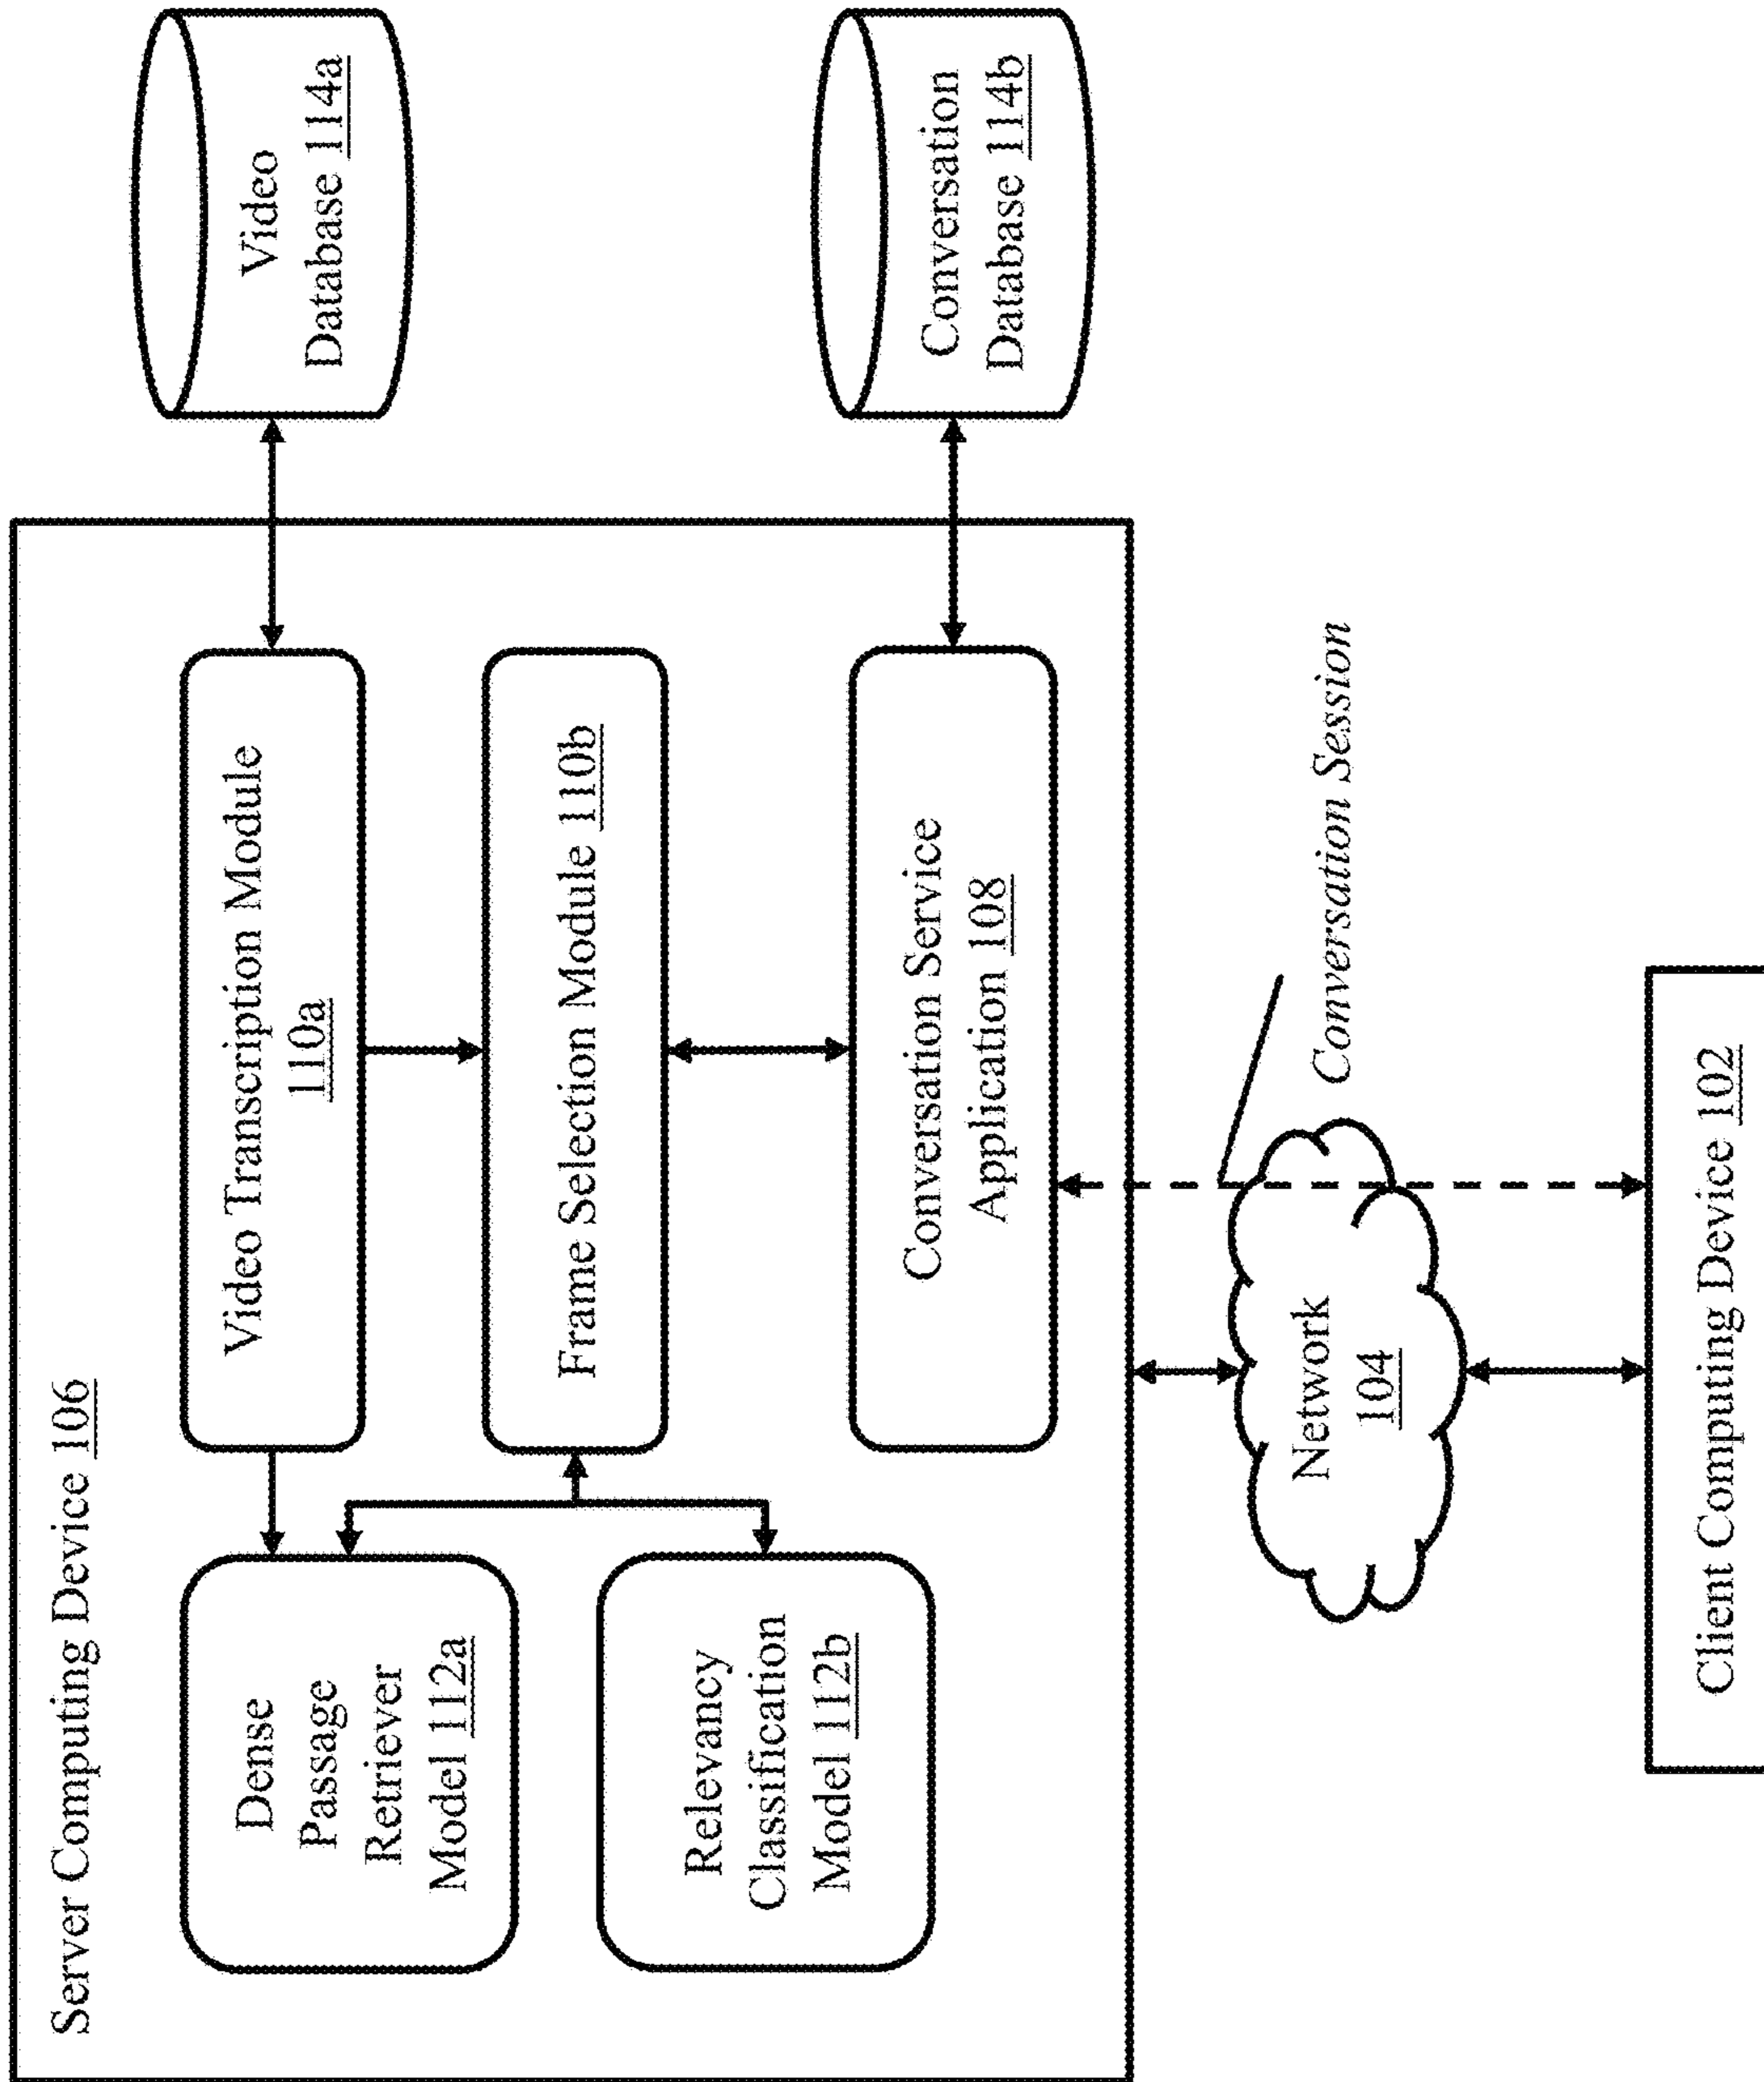 Server Computing Device 106
Dense
Passage
Retriever
Model 112a
Video Transcription Module
110a
Video
Database 114a
Relevancy
Classification
Model 112b
Frame Selection Module 110b
Conversation Service
Application 108
Conversation
Database 114b
Network
104
Conversation Session
Client Computing Device 102